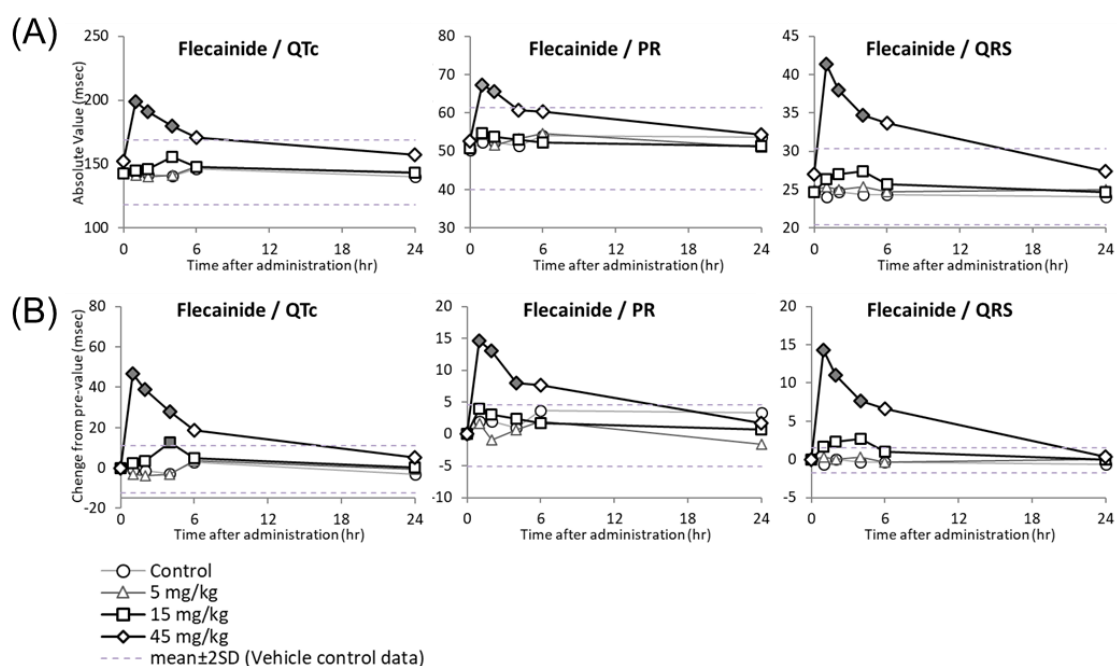 (A)
Flecainide / QTc
Absolute Value (msec)
250
200
150
100
0 6 12 18 24
Time after administration (hr)
Flecainide / PR
80
70
60
50
40
30
0 6 12 18 24
Time after administration (hr)
Flecainide / QRS
45
40
35
30
25
20
0 6 12 18 24
Time after administration (hr)
(B)
Flecainide / QTc
Chenge from pre-value (msec)
80
60
40
20
0
-20
0 6 12 18 24
Time after administration (hr)
Flecainide / PR
20
15
10
5
0
-5
-10
0 6 12 18 24
Time after administration (hr)
Flecainide / QRS
20
15
10
5
0
-5
0 6 12 18 24
Time after administration (hr)
Control
5 mg/kg
15 mg/kg
45 mg/kg
mean±2SD (Vehicle control data)